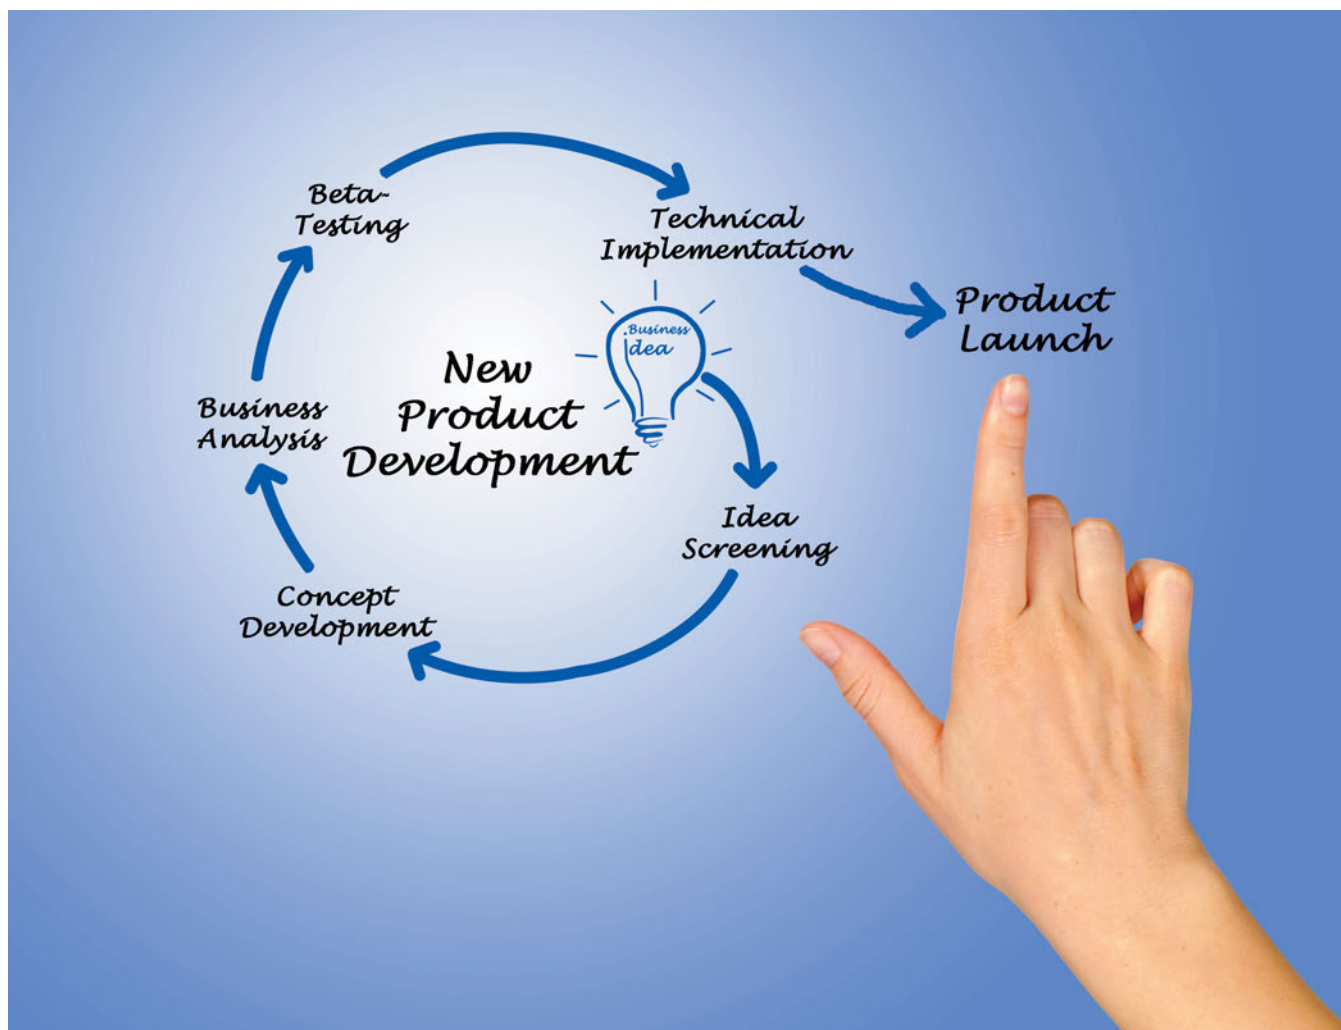 Beta-
Testing
Technical
Implementation
Product
Launch
Business
idea
New
Product
Development
Business
Analysis
Idea
Screening
Concept
Development